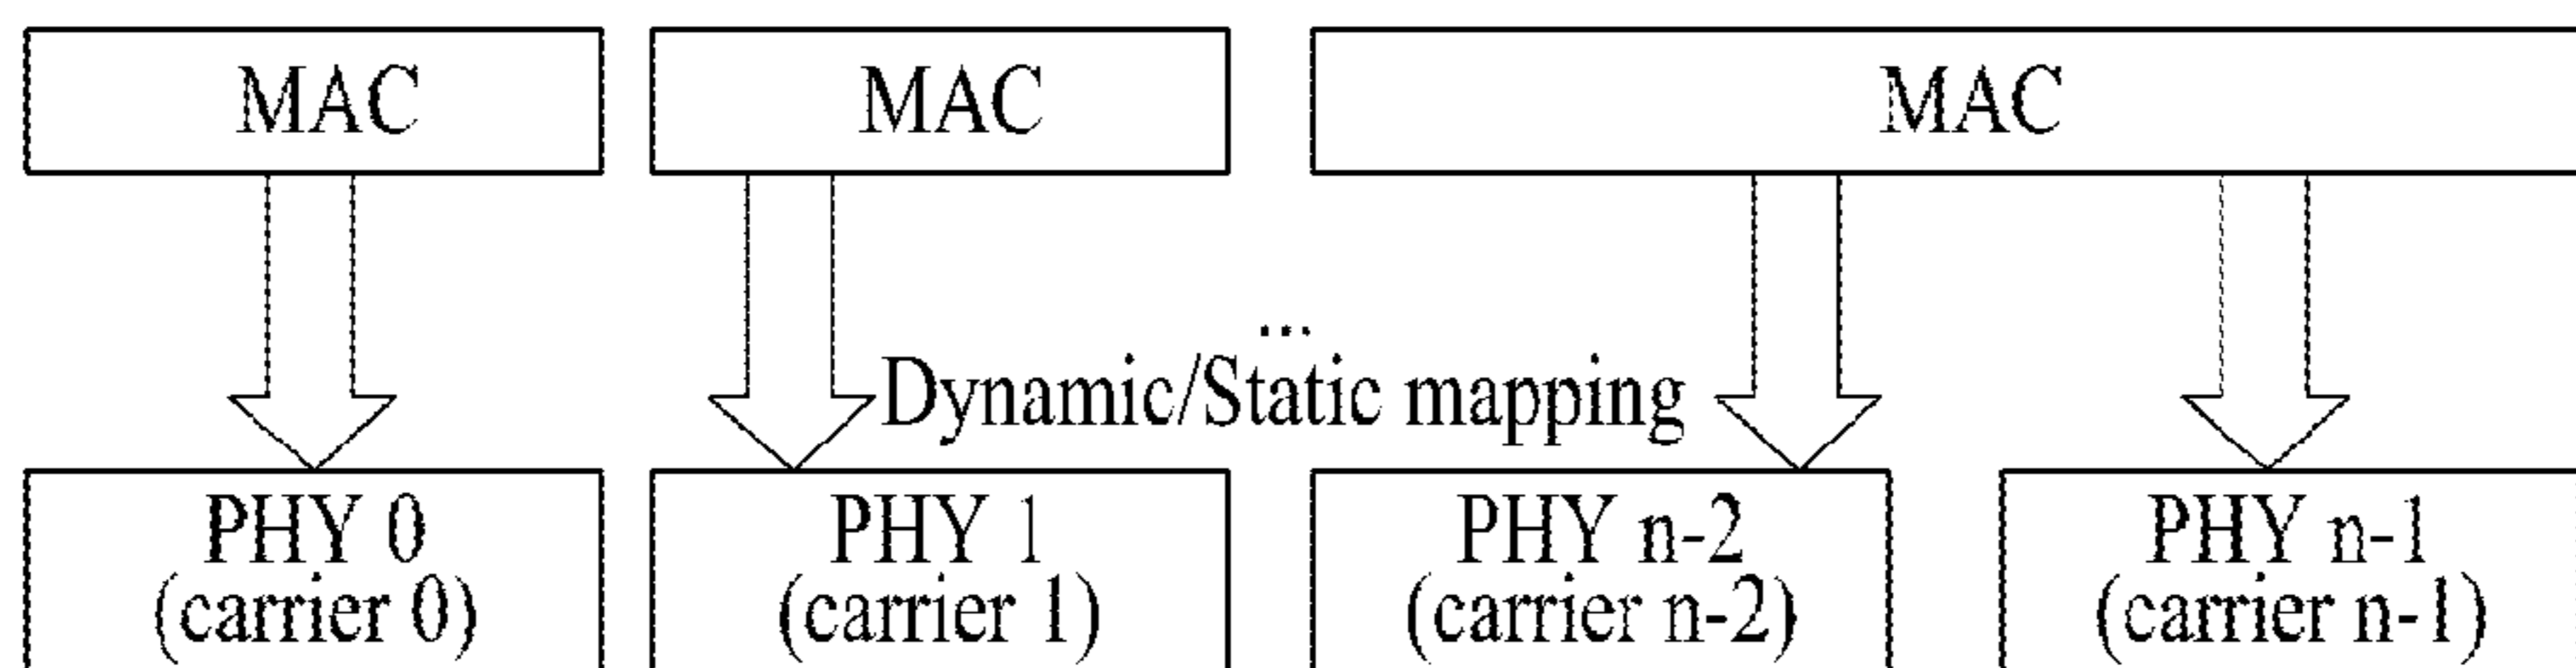 MAC MAC MAC
...
Dynamic/Static mapping
PHY 0 PHY 1 PHY n-2 PHY n-1
(carrier 0) (carrier 1) (carrier n-2) (carrier n-1)